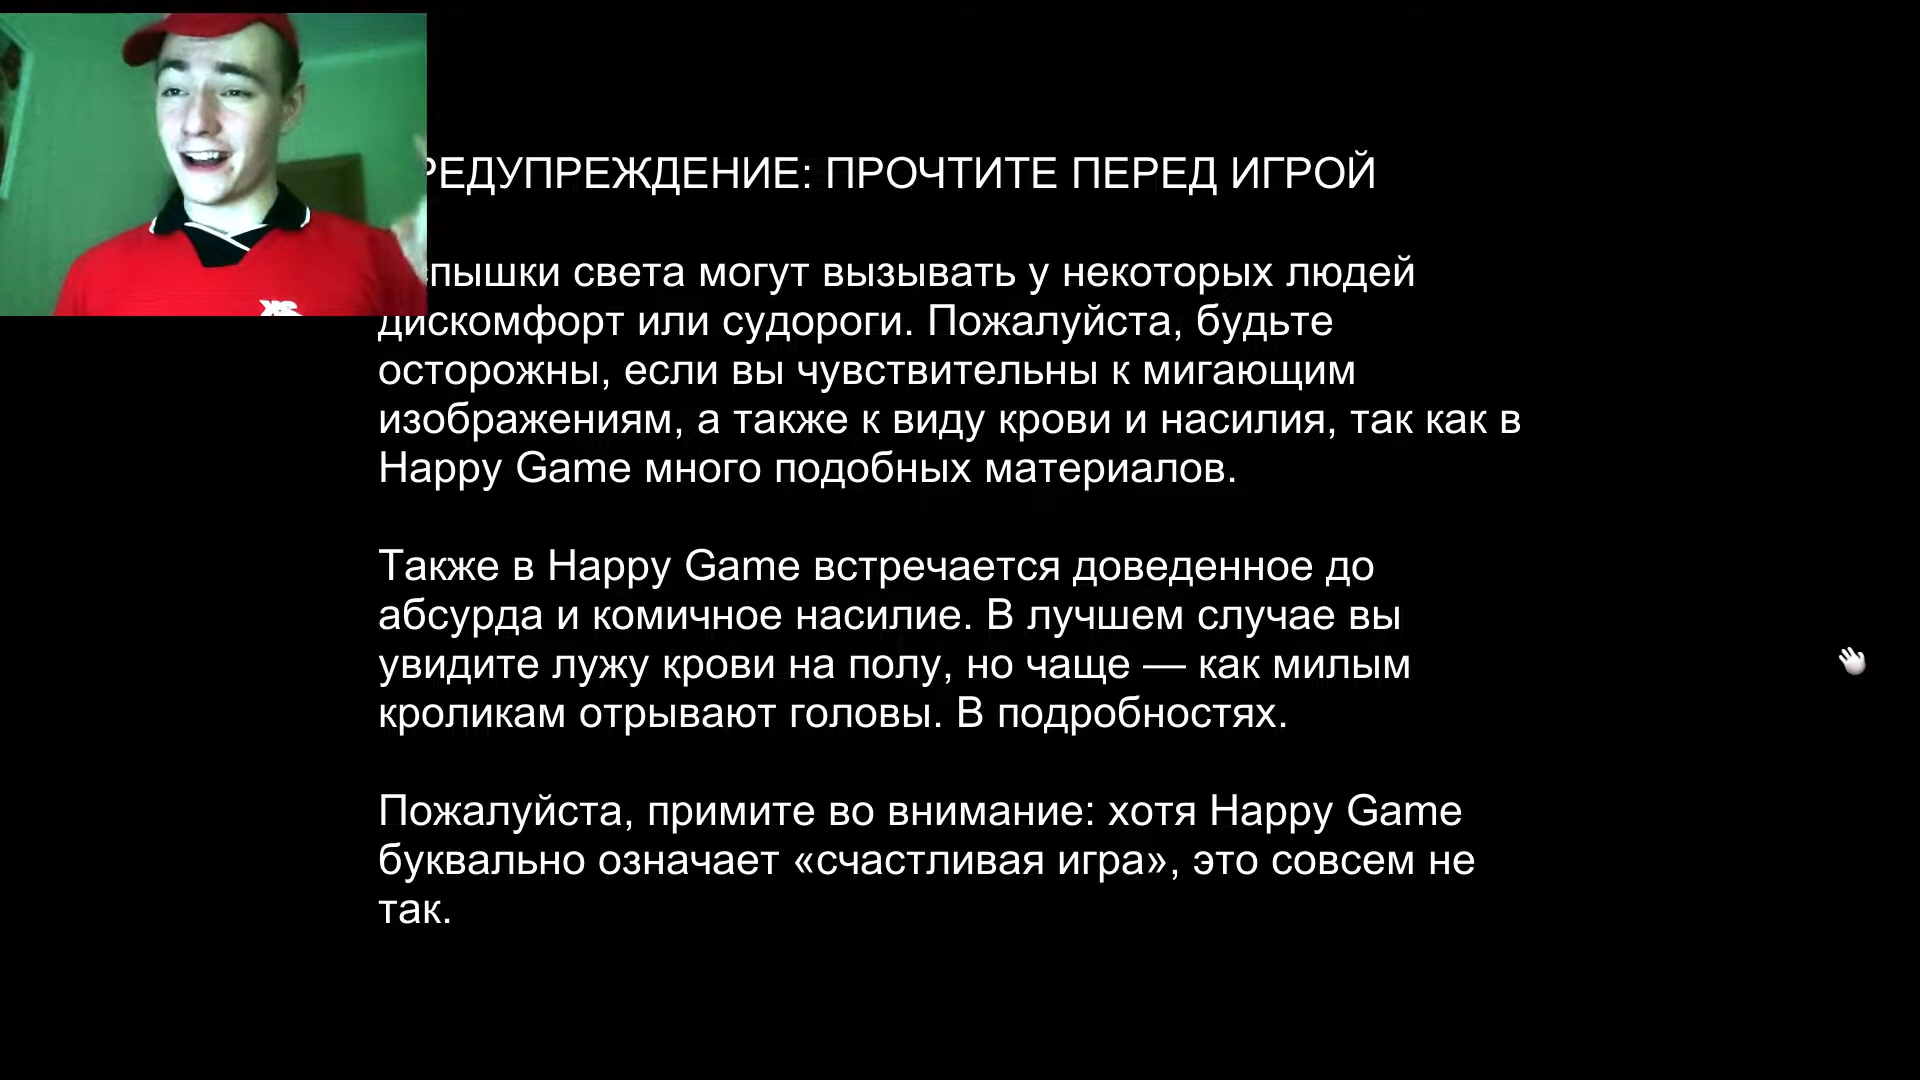 РЕДУПРЕЖДЕНИЕ: ПРОЧТИТЕ ПЕРЕД ИГРОЙ
спышки света могут вызывать у некоторых людей
дискомфорт или судороги. Пожалуйста, будьте
осторожны, если вы чувствительны к мигающим
изображениям, а также к виду крови и насилия, так как в
Happy Game много подобных материалов.
Также в Happy Game встречается доведенное до
абсурда и комичное насилие. В лучшем случае вы
увидите лужу крови на полу, но чаще — как милым
кроликам отрывают головы. В подробностях.
Пожалуйста, примите во внимание: хотя Happy Game
буквально означает «счастливая игра», это совсем не
так.